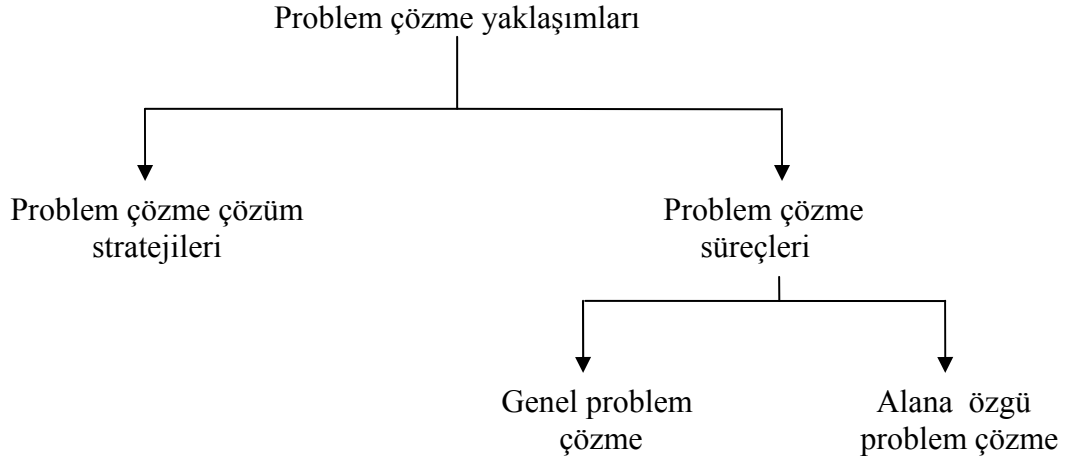 Problem çözme yaklaşımları
Problem çözme çözüm
stratejileri
Problem çözme
süreçleri
Genel problem
çözme
Alana özgü
problem çözme